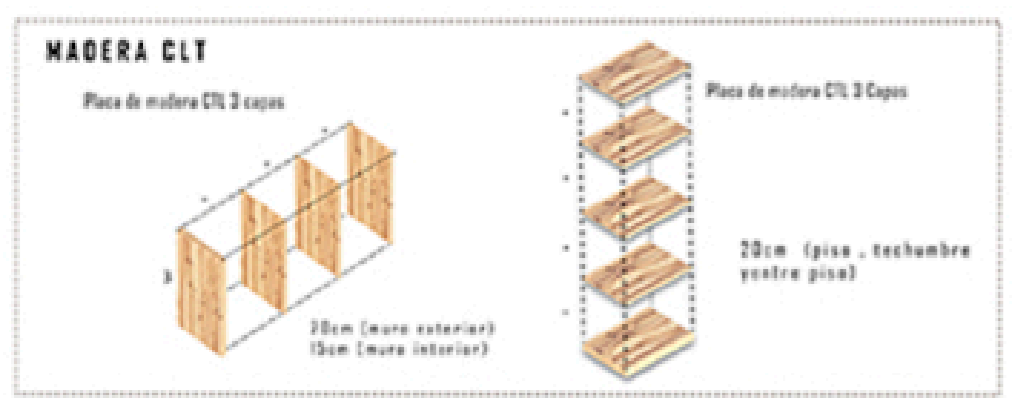 MADERA CLT
Placa de madera CTL 3 capas
20cm (muro exterior)
15cm (muro interior)
Placa de madera CTL 3 Capas
20cm (piso , techumbre
yentre piso)